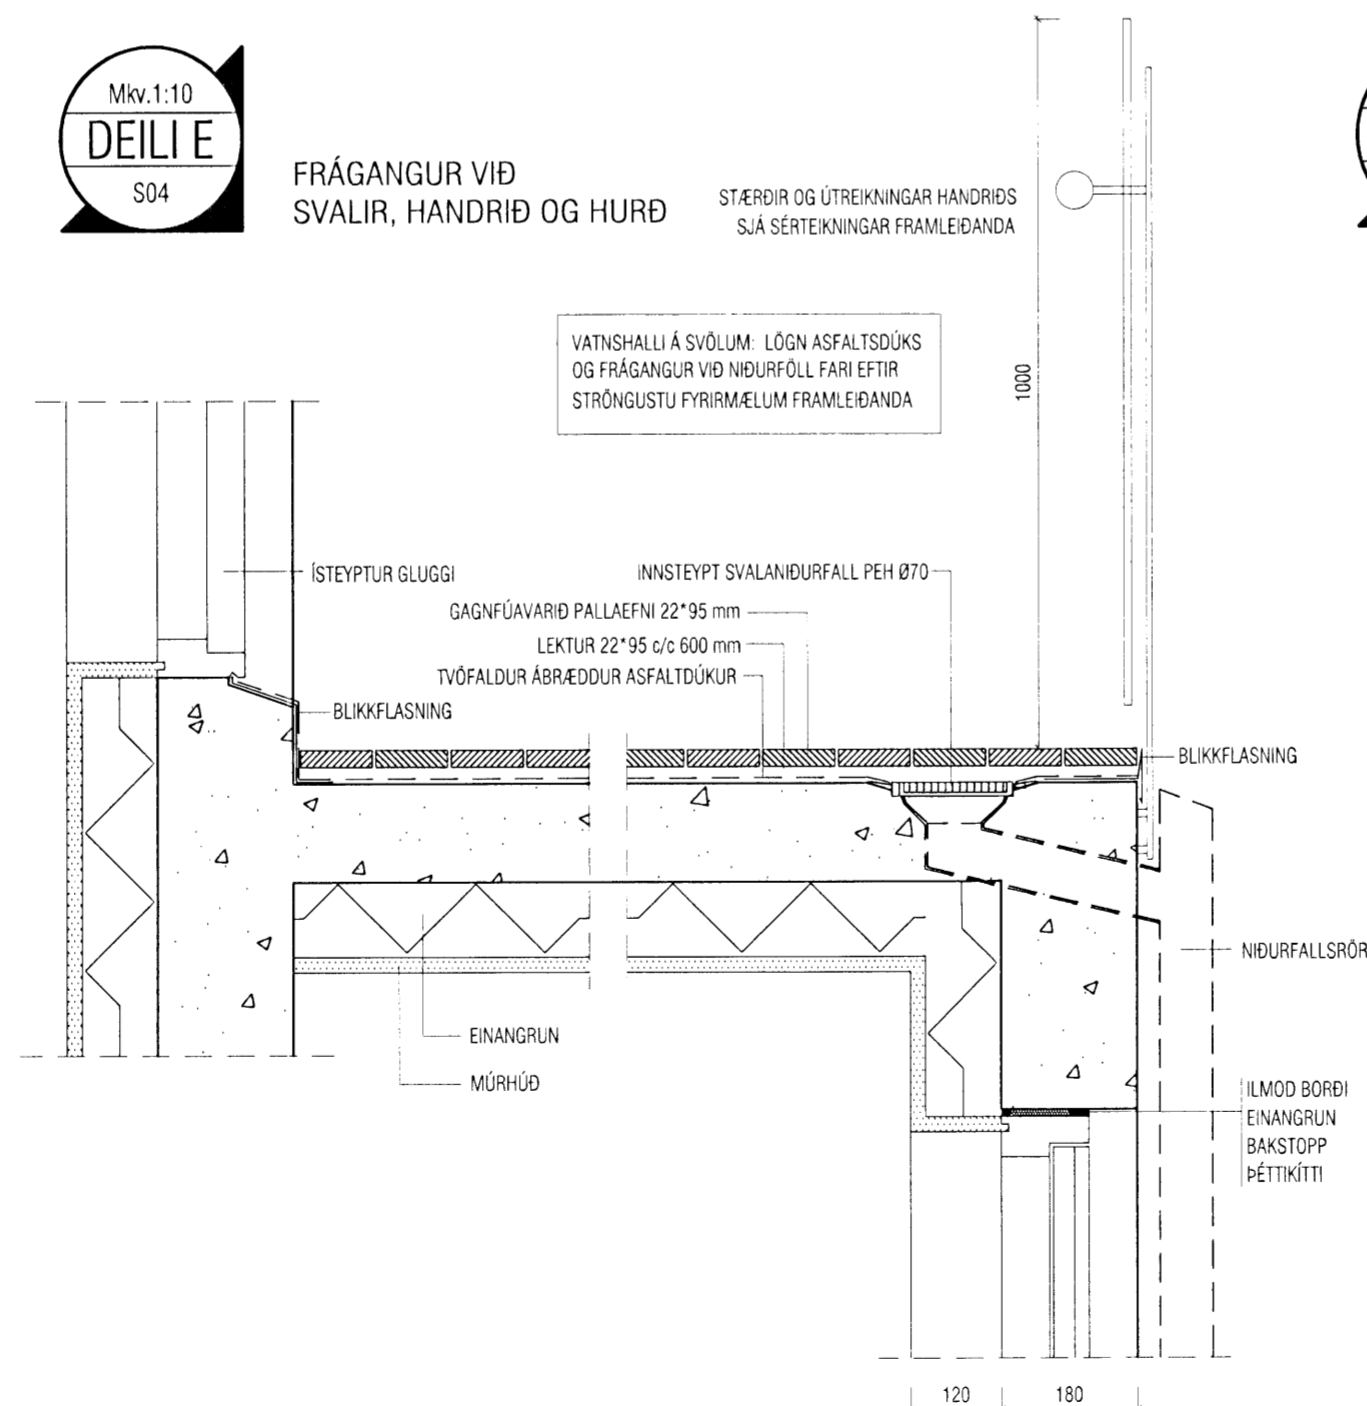 Mkv.1:10
DEILI E
S04
FRÁGANGUR VIÐ
SVALIR, HANDRIÐ OG HURÐ
STÆRÐIR OG ÚTREIKNINGAR HANDRIÐS
SJÁ SÉRTEIKNINGAR FRAMLEIÐANDA
VATNSHALLI Á SVÖLUM: LÖGN ASFALTSDÚKS
OG FRÁGANGUR VIÐ NIÐURFÖLL FARI EFTIR
STRÖNGUSTU FYRIRMÆLUM FRAMLEIÐANDA
1000
ÍSTEYPTUR GLUGGI
INNSTEYPT SVALANIÐURFALL PEH Ø70
GAGNFÚAVARIÐ PALLAEFNI 22*95 mm
LEKTUR 22*95 c/c 600 mm
TVÖFALDUR ÁBRÆDDUR ASFALTDÚKUR
BLIKKFLASNING
BLIKKFLASNING
NIÐURFALLSRÖR
EINANGRUN
MÚRHÚÐ
ILMOD BORÐI
EINANGRUN
BAKSTOPP
ÞÉTTIKÍTTI
120
180